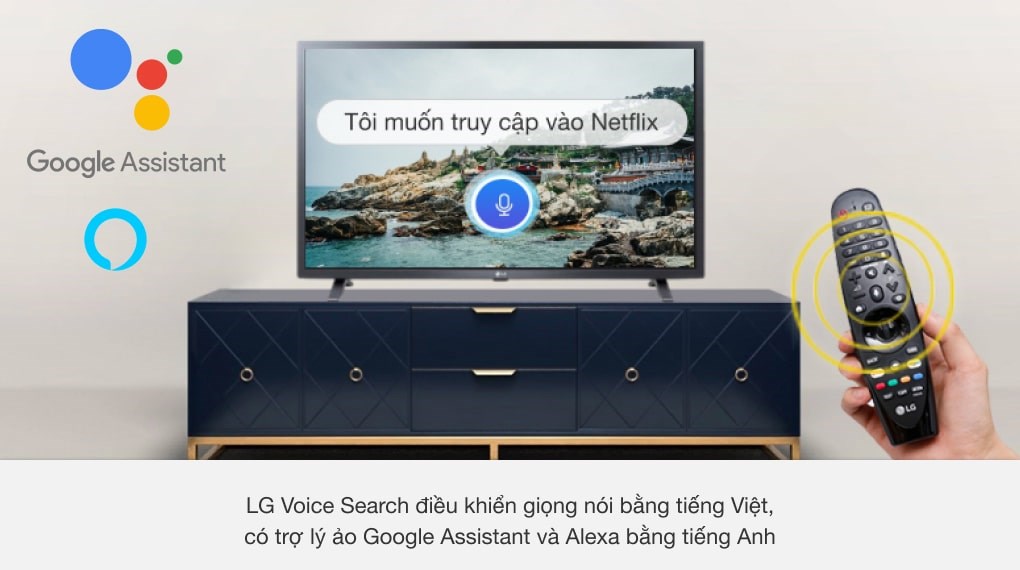 Google Assistant
Tôi muốn truy cập vào Netflix
LG
LG
LG Voice Search điều khiển giọng nói bằng tiếng Việt,
có trợ lý ảo Google Assistant và Alexa bằng tiếng Anh